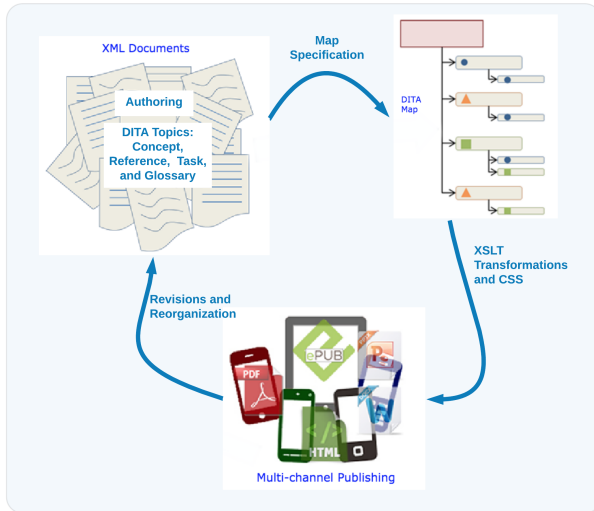 XML Documents
Authoring
DITA Topics:
Concept,
Reference, Task,
and Glossary
Map
Specification
DITA
Map
XSLT
Transformations
and CSS
Revisions and
Reorganization
ePUB
PDF
HTML
Multi-channel Publishing